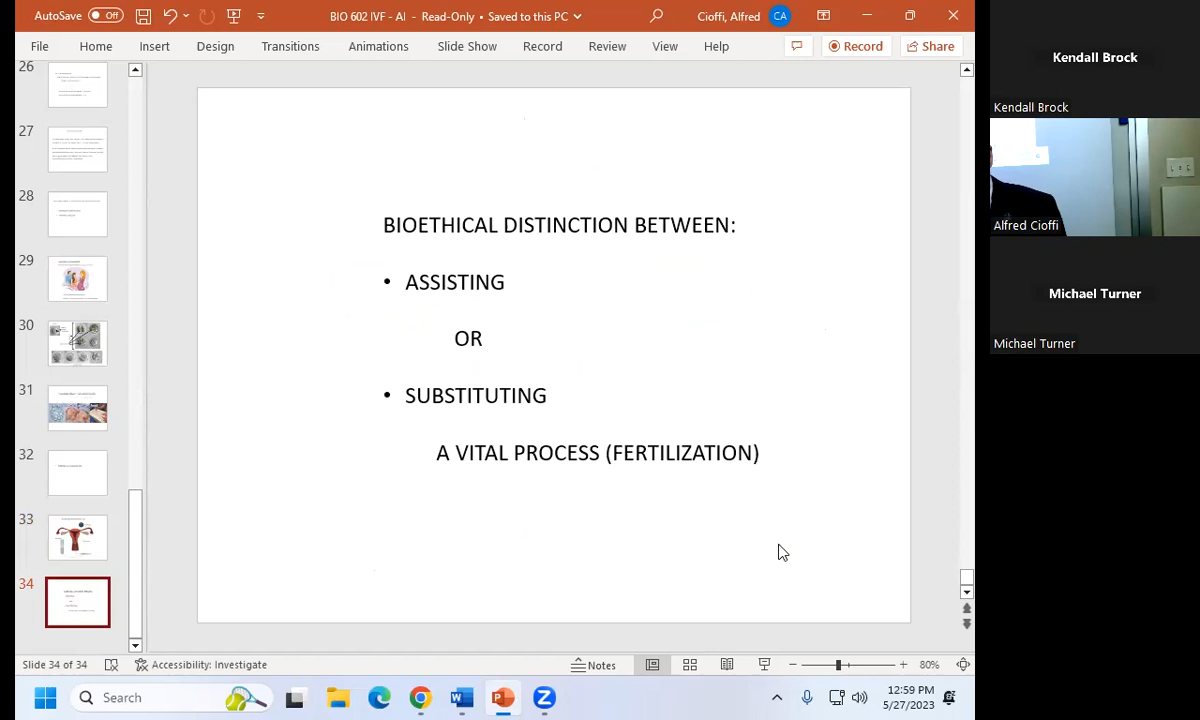 AutoSave Off
BIO 602 IVF - AI - Read-Only • Saved to this PC
Cioffi, Alfred CA
File Home Insert Design Transitions Animations Slide Show Record Review View Help Record Share
26
27
28
29
30
31
32
33
34
BIOETHICAL DISTINCTION BETWEEN:
• ASSISTING
OR
• SUBSTITUTING
A VITAL PROCESS (FERTILIZATION)
Kendall Brock
Kendall Brock
Alfred Cioffi
Michael Turner
Michael Turner
Slide 34 of 34 Accessibility: Investigate Notes 80%
Search
12:59 PM
5/27/2023